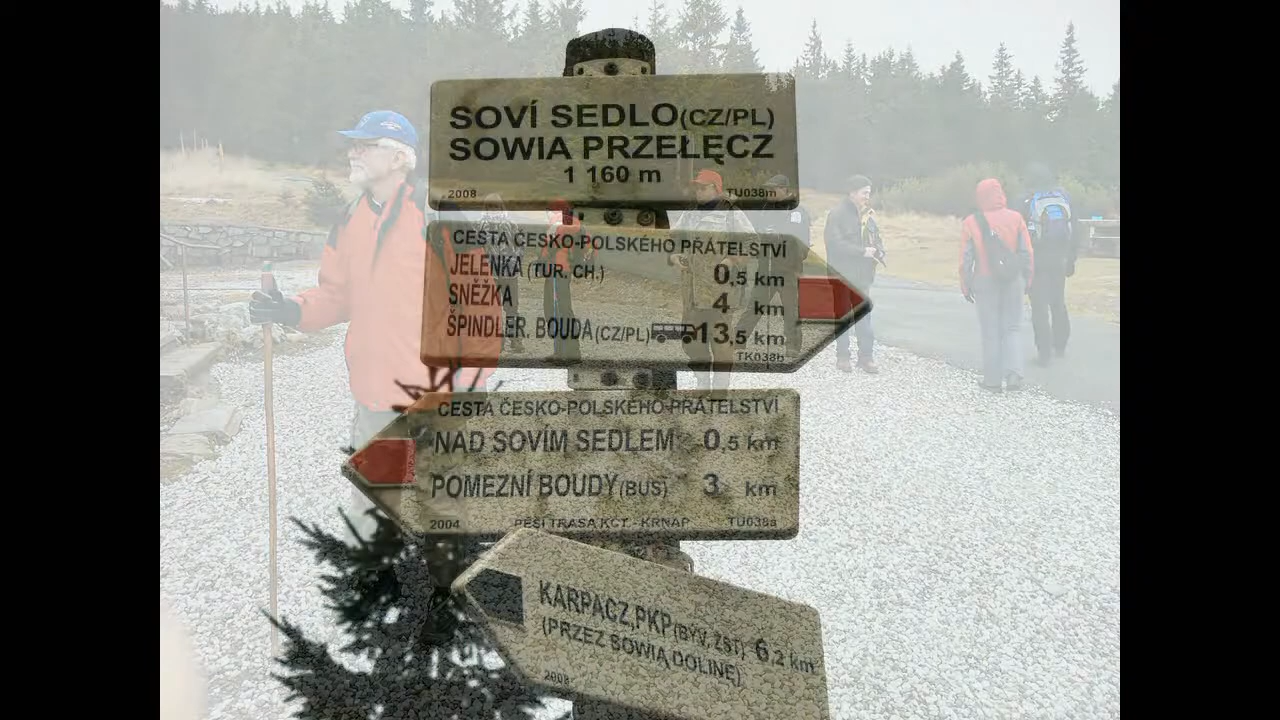 SOVÍ SEDLO (CZ/PL)
SOWIA PRZEŁĘCZ
1 160 m
2008 TU038m
CESTA ČESKO-POLSKÉHO PŘÁTELSTVÍ
JELENKA (TUR. CH.) 0,5 km
SNĚŽKA 4 km
ŠPINDLER. BOUDA (CZ/PL) 13,5 km
TK038b
CESTA ČESKO-POLSKÉHO PŘÁTELSTVÍ
NAD SOVÍM SEDLEM 0,5 km
POMEZNÍ BOUDY (BUS) 3 km
2004 PĚŠÍ TRASA KČT - KRNAP TU038a
KARPACZ, PKP (BYV. ZST) 6,2 km
(PRZEZ SOWIĄ DOLINĘ)
2008